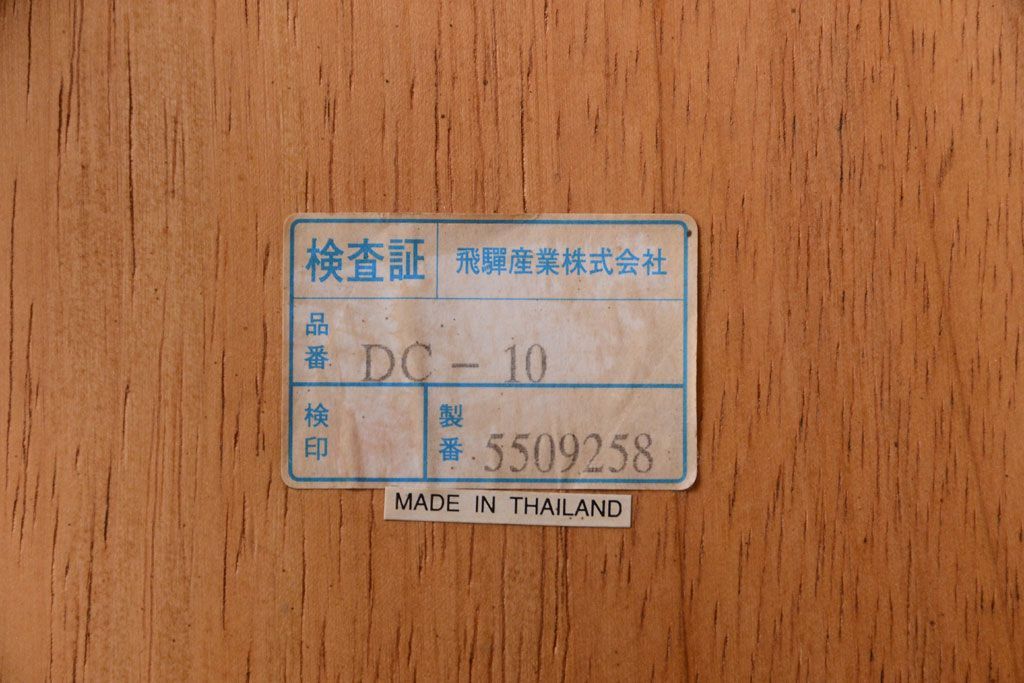 検査証 飛驒産業株式会社
品番 DC - 10
検印
製番 5509258
MADE IN THAILAND